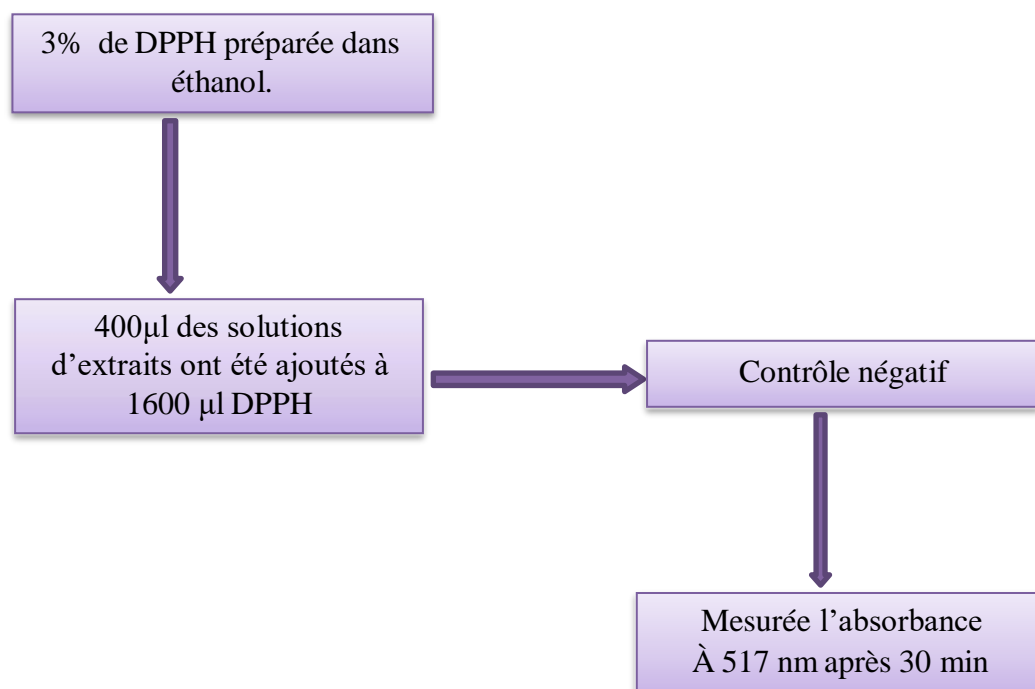 3% de DPPH préparée dans
éthanol.
400µl des solutions
d’extraits ont été ajoutés à
1600 µl DPPH
Contrôle négatif
Mesurée l’absorbance
À 517 nm après 30 min